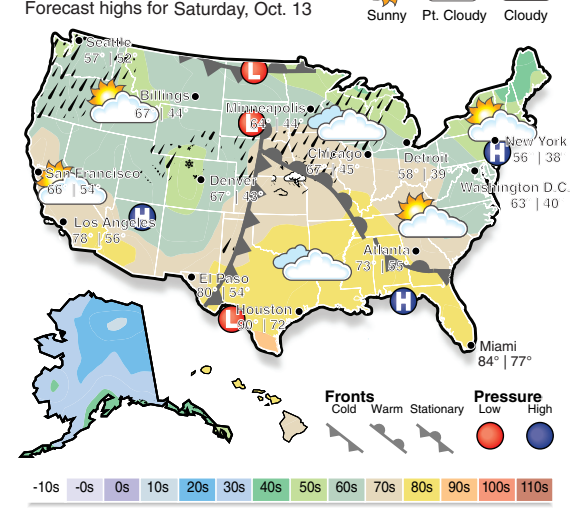 Forecast highs for Saturday, Oct. 13
Sunny Pt. Cloudy Cloudy
Seattle
57° | 52°
Billings
67 | 44°
Minneapolis
64° | 44°
L
L
New York
56 | 38°
H
Chicago
67° | 45°
Detroit
58° | 39°
San Francisco
66 | 54°
Denver
67° | 43°
Washington D.C.
63 | 40
H
Los Angeles
78° | 56°
Atlanta
73° | 55°
El Paso
80° | 54°
H
L
Houston
90° | 72°
Miami
84° | 77°
Fronts
Cold Warm Stationary
Pressure
Low High
-10s -0s 0s 10s 20s 30s 40s 50s 60s 70s 80s 90s 100s 110s